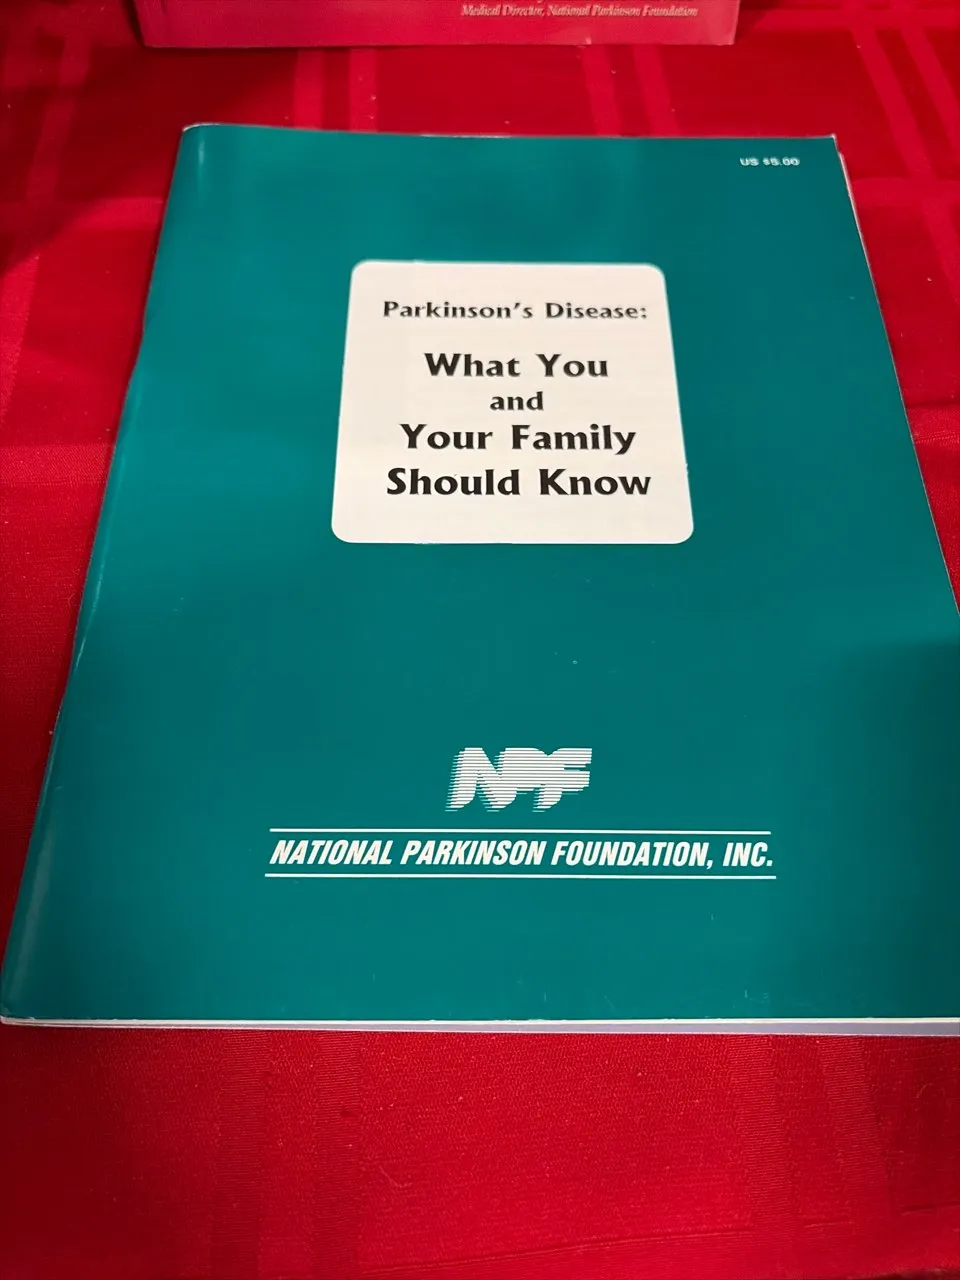 Medical Director, National Parkinson Foundation
US $5.00
Parkinson's Disease:
What You
and
Your Family
Should Know
NPF
NATIONAL PARKINSON FOUNDATION, INC.